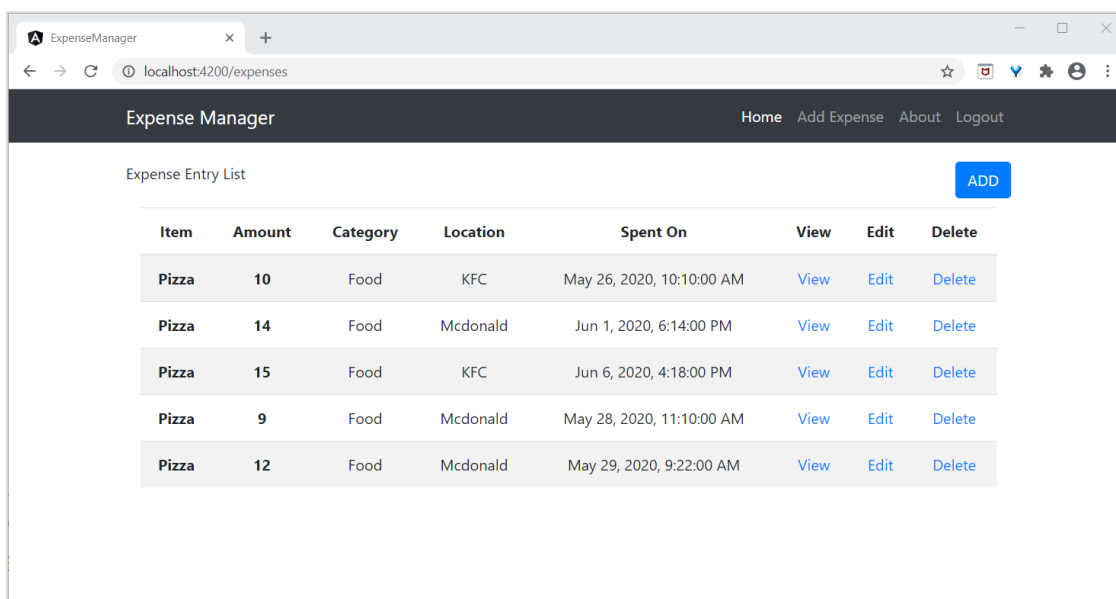 ExpenseManager
localhost:4200/expenses
Expense Manager Home Add Expense About Logout
Expense Entry List ADD
Item Amount Category Location Spent On View Edit Delete
Pizza 10 Food KFC May 26, 2020, 10:10:00 AM View Edit Delete
Pizza 14 Food Mcdonald Jun 1, 2020, 6:14:00 PM View Edit Delete
Pizza 15 Food KFC Jun 6, 2020, 4:18:00 PM View Edit Delete
Pizza 9 Food Mcdonald May 28, 2020, 11:10:00 AM View Edit Delete
Pizza 12 Food Mcdonald May 29, 2020, 9:22:00 AM View Edit Delete